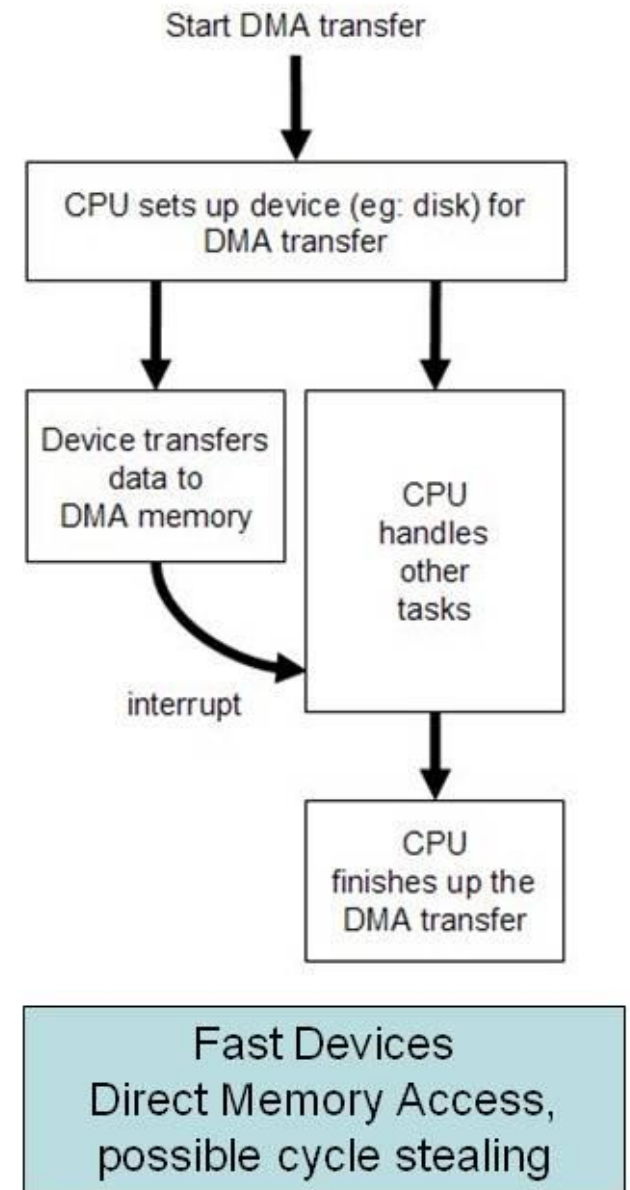 Start DMA transfer
CPU sets up device (eg: disk) for
DMA transfer
Device transfers
data to
DMA memory
CPU
handles
other
tasks
interrupt
CPU
finishes up the
DMA transfer
Fast Devices
Direct Memory Access,
possible cycle stealing